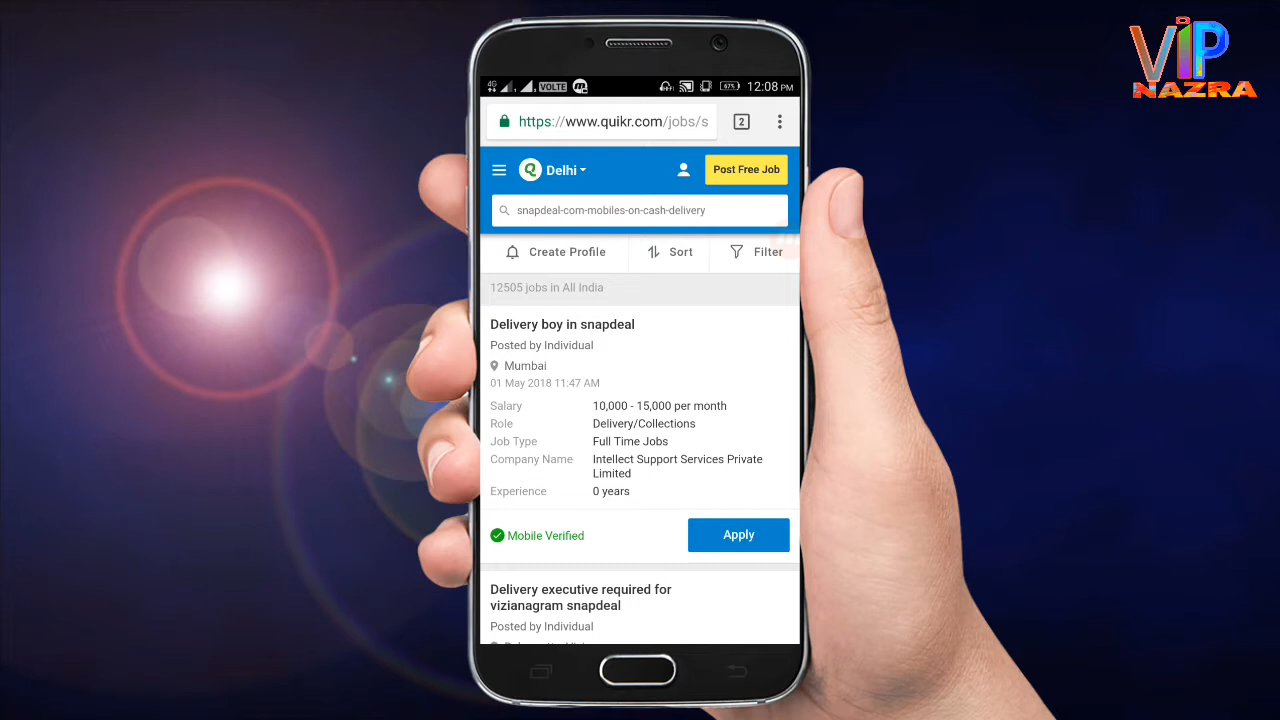 VIP
NAZRA
4G VOLTE 67% 12:08 PM
https://www.quikr.com/jobs/s 2
Q Delhi Post Free Job
snapdeal-com-mobiles-on-cash-delivery
Create Profile Sort Filter
12505 jobs in All India
Delivery boy in snapdeal
Posted by Individual
Mumbai
01 May 2018 11:47 AM
Salary 10,000 - 15,000 per month
Role Delivery/Collections
Job Type Full Time Jobs
Company Name Intellect Support Services Private
Limited
Experience 0 years
Mobile Verified Apply
Delivery executive required for
vizianagram snapdeal
Posted by Individual